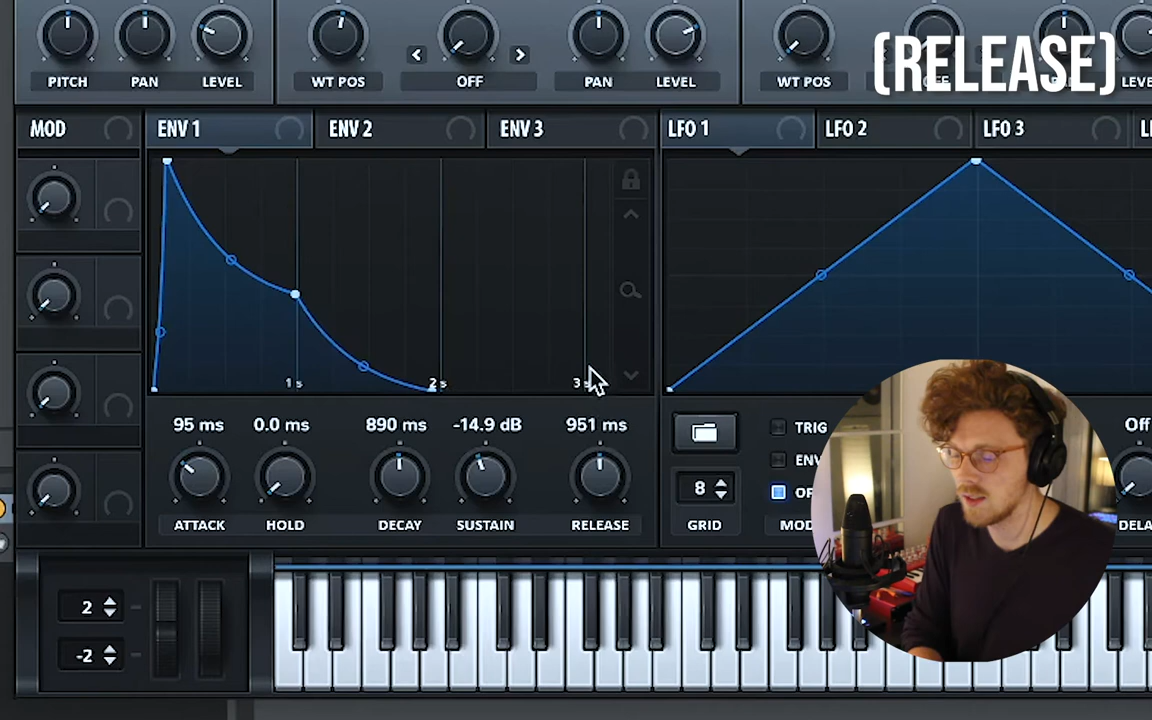 (RELEASE)
PITCH PAN LEVEL WT POS OFF PAN LEVEL WT POS
MOD ENV 1 ENV 2 ENV 3 LFO 1 LFO 2 LFO 3
1 s 2 s 3
95 ms 0.0 ms 890 ms -14.9 dB 951 ms TRIG Off
8
ATTACK HOLD DECAY SUSTAIN RELEASE GRID
2
-2